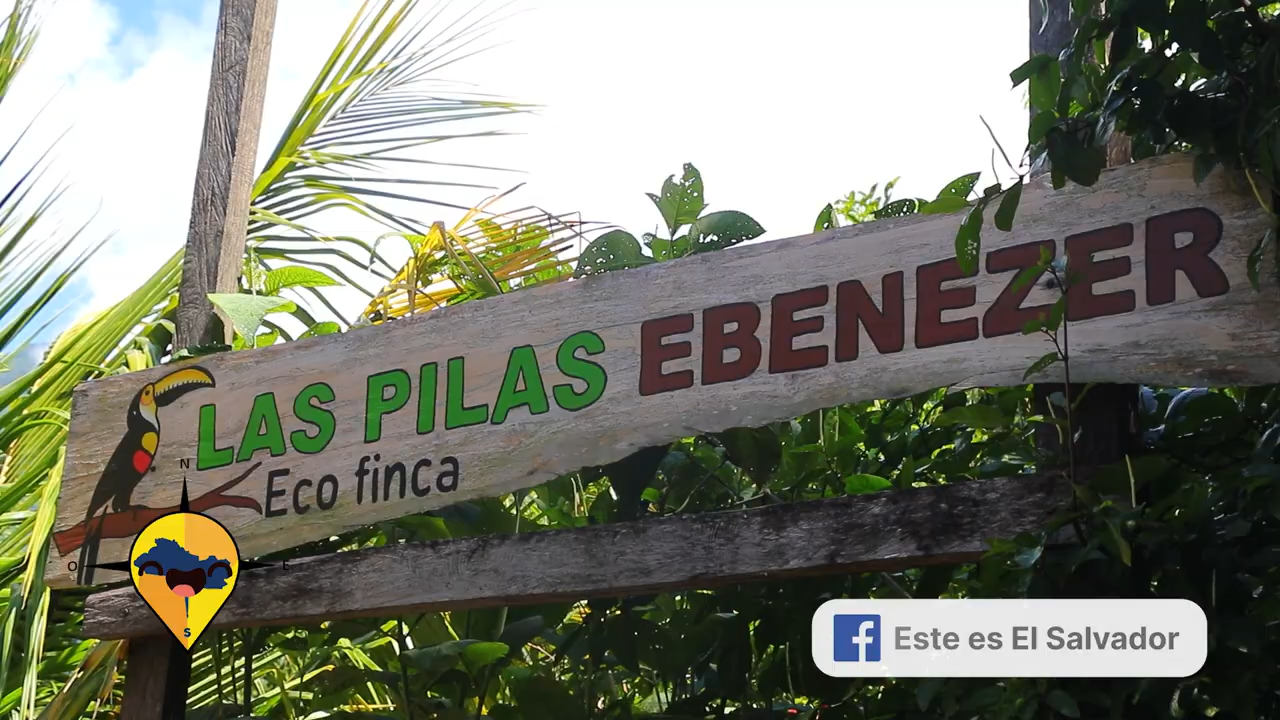 LAS PILAS EBENEZER
Eco finca
N
O E
S
Este es El Salvador